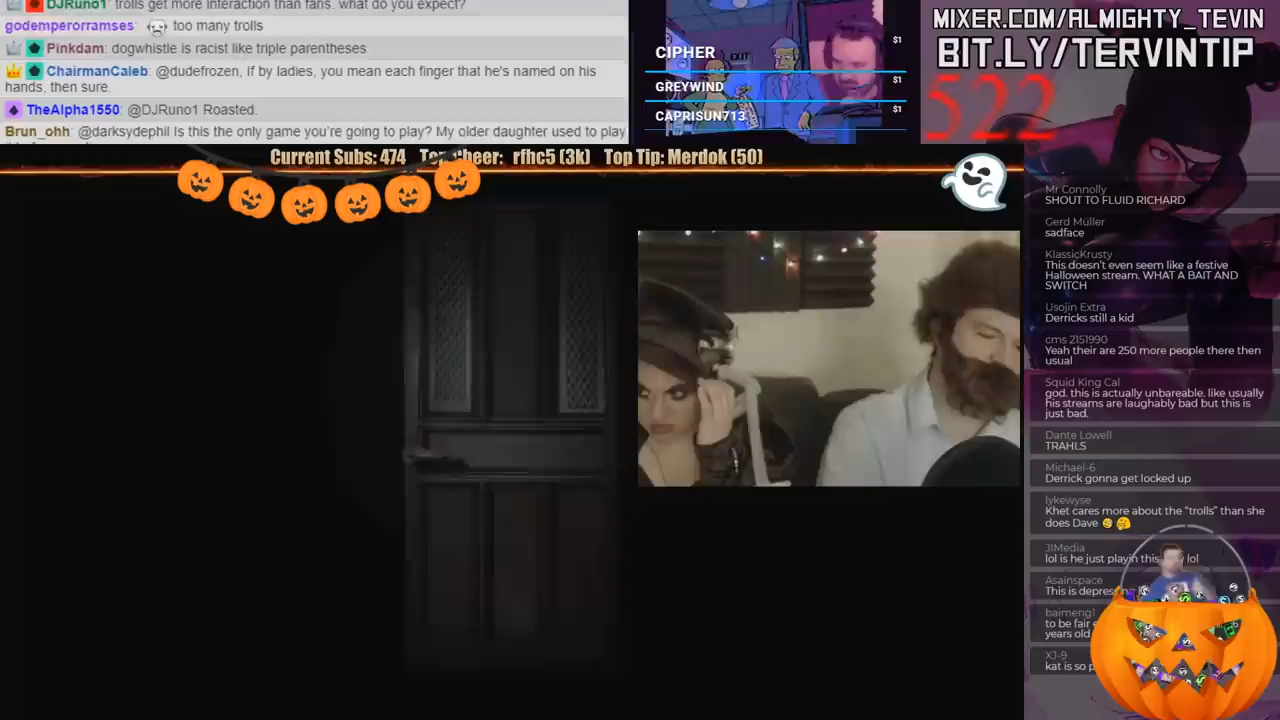 DJRuno1: trolls get more interaction than fans. what do you expect?
godemperorramses too many trolls
Pinkdam: dogwhistle is racist like triple parentheses
ChairmanCaleb: @dudefrozen, If by ladies, you mean each finger that he's named on his
hands, then sure.
TheAlpha1550: @DJRuno1 Roasted.
Brun_ohh: @darksydephil Is this the only game you're going to play? My older daughter used to play
EXIT
CIPHER $1
GREYWIND $1
CAPRISUN713 $1
MIXER.COM/ALMIGHTY_TEVIN
BIT.LY/TERVINTIP
522
Current Subs: 474 Top Cheer: rfhc5 (3k) Top Tip: Merdok (50)
Mr Connolly
SHOUT TO FLUID RICHARD
Gerd Müller
sadface
KlassicKrusty
This doesn't even seem like a festive
Halloween stream. WHAT A BAIT AND
SWITCH
Usojin Extra
Derricks still a kid
cms 2151990
Yeah their are 250 more people there then
usual
Squid King Cal
god. this is actually unbareable. like usually
his streams are laughably bad but this is
just bad.
Dante Lowell
TRAHLS
Michael-6
Derrick gonna get locked up
lykewyse
Khet cares more about the "trolls" than she
does Dave
JIMedia
lol is he just playin this lol
Asainspace
This is
baimeng1
to be fair
years old
XJ-9
kat is so